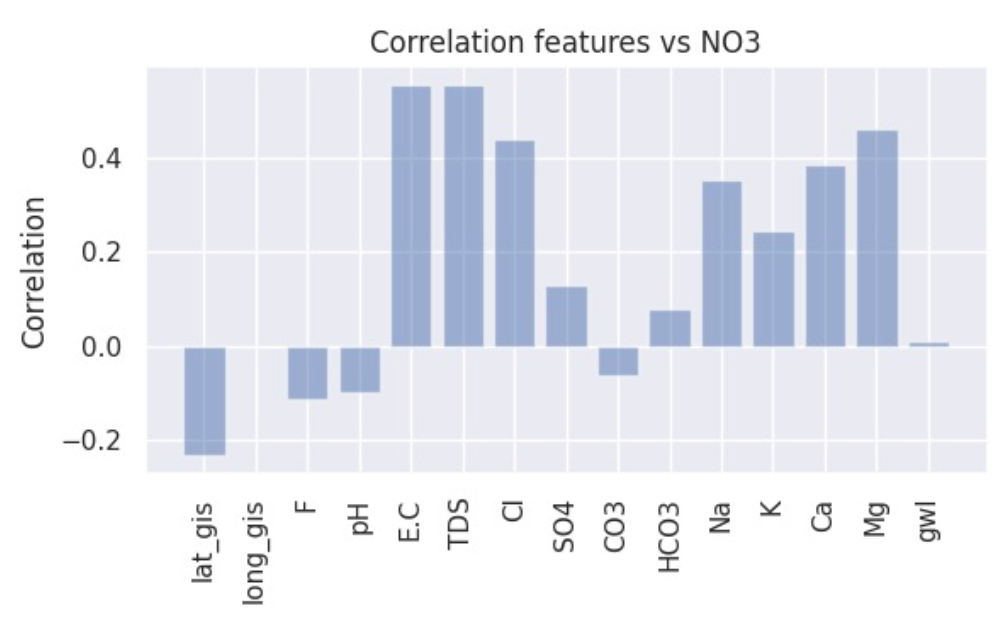 Correlation features vs NO3
Correlation
0.4
0.2
0.0
−0.2
lat_gis
long_gis
F
pH
E.C
TDS
Cl
SO4
CO3
HCO3
Na
K
Ca
Mg
gwl